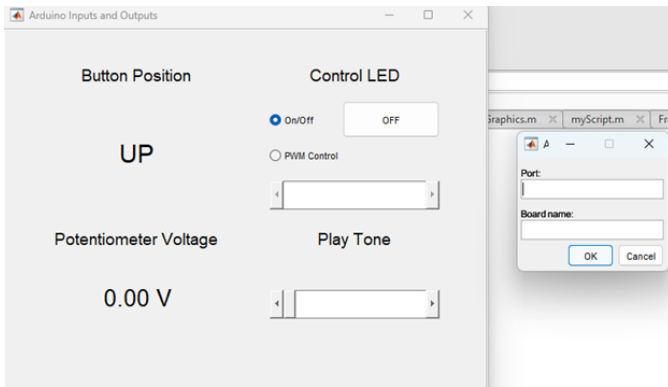 Arduino Inputs and Outputs
Button Position
Control LED
On/Off
OFF
UP
PWM Control
Potentiometer Voltage
Play Tone
0.00 V
Graphics.m
myScript.m
Fr
A
Port:
Board name:
OK
Cancel